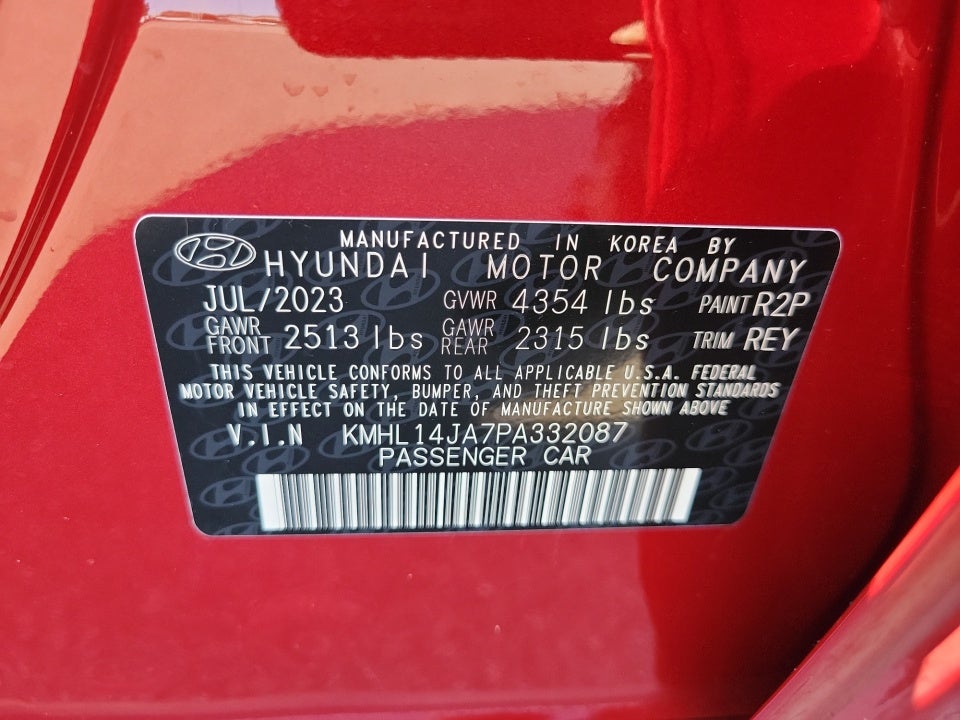 MANUFACTURED IN KOREA BY
HYUNDAI MOTOR COMPANY
JUL/2023 GVWR 4354 lbs PAINT R2P
GAWR FRONT 2513 lbs GAWR REAR 2315 lbs TRIM REY
THIS VEHICLE CONFORMS TO ALL APPLICABLE U.S.A. FEDERAL
MOTOR VEHICLE SAFETY, BUMPER, AND THEFT PREVENTION STANDARDS
IN EFFECT ON THE DATE OF MANUFACTURE SHOWN ABOVE
V.I.N KMHL14JA7PA332087
PASSENGER CAR